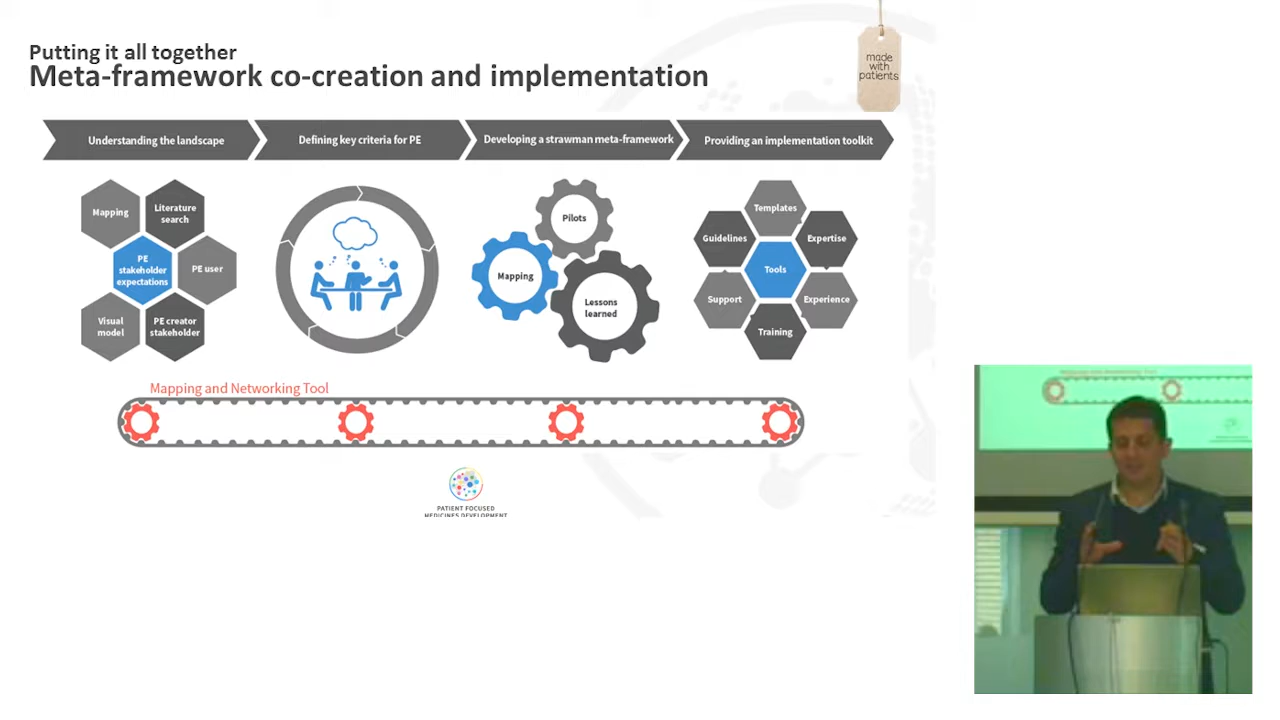 Putting it all together
Meta-framework co-creation and implementation
made
with
patients
Understanding the landscape
Defining key criteria for PE
Developing a strawman meta-framework
Providing an implementation toolkit
Mapping
Literature
search
PE
stakeholder
expectations
PE user
Visual
model
PE creator
stakeholder
Pilots
Mapping
Lessons
learned
Templates
Guidelines
Expertise
Tools
Support
Experience
Training
Mapping and Networking Tool
PATIENT FOCUSED
MEDICINES DEVELOPMENT